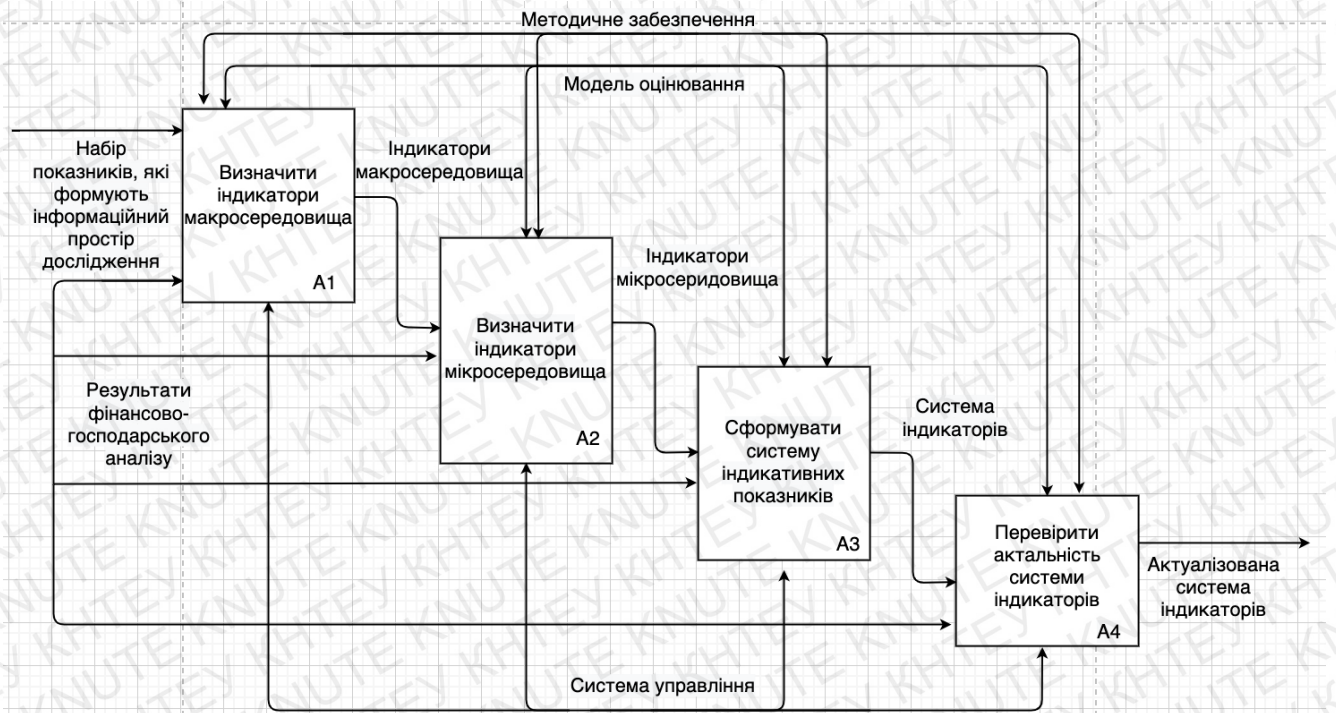 Методичне забезпечення
Модель оцінювання
Набір
показників, які
формують
інформаційний
простір
дослідження
Визначити
індикатори
макросередовища
A1
Індикатори
макросередовища
Індикатори
мікросеридовища
Визначити
індикатори
мікросередовища
A2
Результати
фінансово-
господарського
аналізу
Сформувати
систему
індикативних
показників
A3
Система
індикаторів
Перевірити
актальність
системи
індикаторів
A4
Актуалізована
система
індикаторів
Система управління
KNUTE КНТЕУ